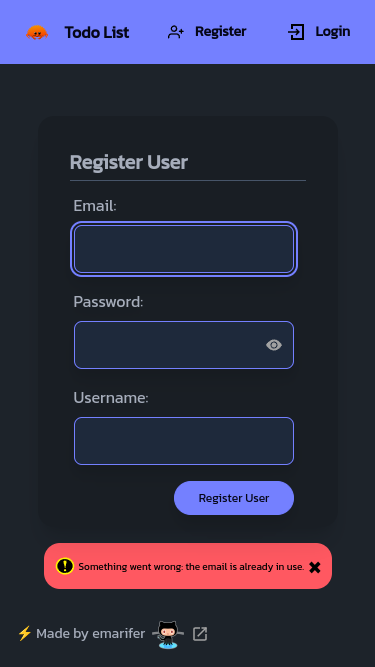 Todo List
Register
Login
Register User
Email:
Password:
Username:
Register User
Something went wrong: the email is already in use.
⚡ Made by emarifer